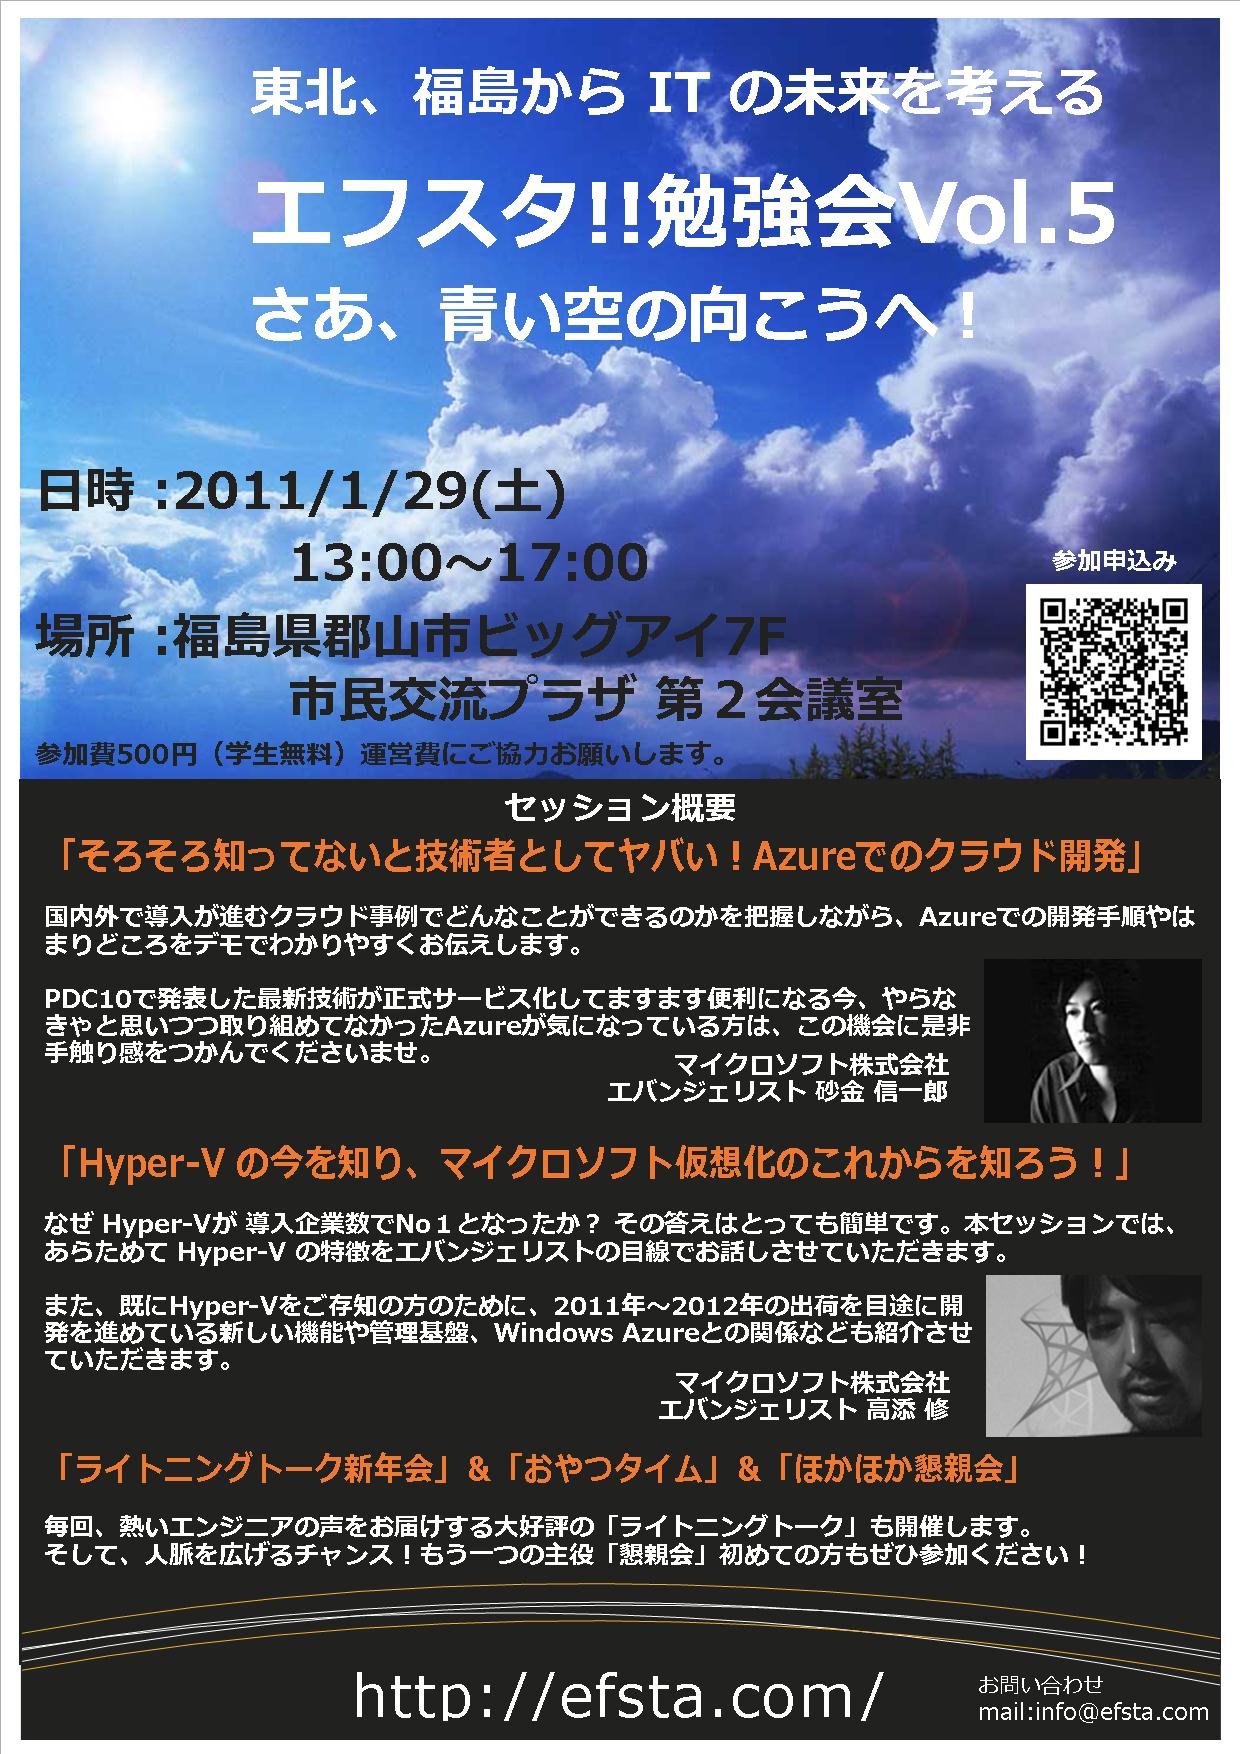 東北、福島から IT の未来を考える
エフスタ!!勉強会Vol.5
さあ、青い空の向こうへ！
日時 :2011/1/29(土)
13:00～17:00
場所 :福島県郡山市ビッグアイ7F
市民交流プラザ 第２会議室
参加費500円（学生無料）運営費にご協力お願いします。
参加申込み
セッション概要
「そろそろ知ってないと技術者としてヤバい！Azureでのクラウド開発」
国内外で導入が進むクラウド事例でどんなことができるのかを把握しながら、Azureでの開発手順やは
まりどころをデモでわかりやすくお伝えします。
PDC10で発表した最新技術が正式サービス化してますます便利になる今、やらな
きゃと思いつつ取り組めてなかったAzureが気になっている方は、この機会に是非
手触り感をつかんでくださいませ。
マイクロソフト株式会社
エバンジェリスト 砂金 信一郎
「Hyper-V の今を知り、マイクロソフト仮想化のこれからを知ろう！」
なぜ Hyper-Vが 導入企業数でNo１となったか？ その答えはとっても簡単です。本セッションでは、
あらためて Hyper-V の特徴をエバンジェリストの目線でお話しさせていただきます。
また、既にHyper-Vをご存知の方のために、2011年～2012年の出荷を目途に開
発を進めている新しい機能や管理基盤、Windows Azureとの関係なども紹介させ
ていただきます。
マイクロソフト株式会社
エバンジェリスト 高添 修
「ライトニングトーク新年会」＆「おやつタイム」＆「ほかほか懇親会」
毎回、熱いエンジニアの声をお届けする大好評の「ライトニングトーク」も開催します。
そして、人脈を広げるチャンス！もう一つの主役「懇親会」初めての方もぜひ参加ください！
http://efsta.com/
お問い合わせ
mail:info@efsta.com